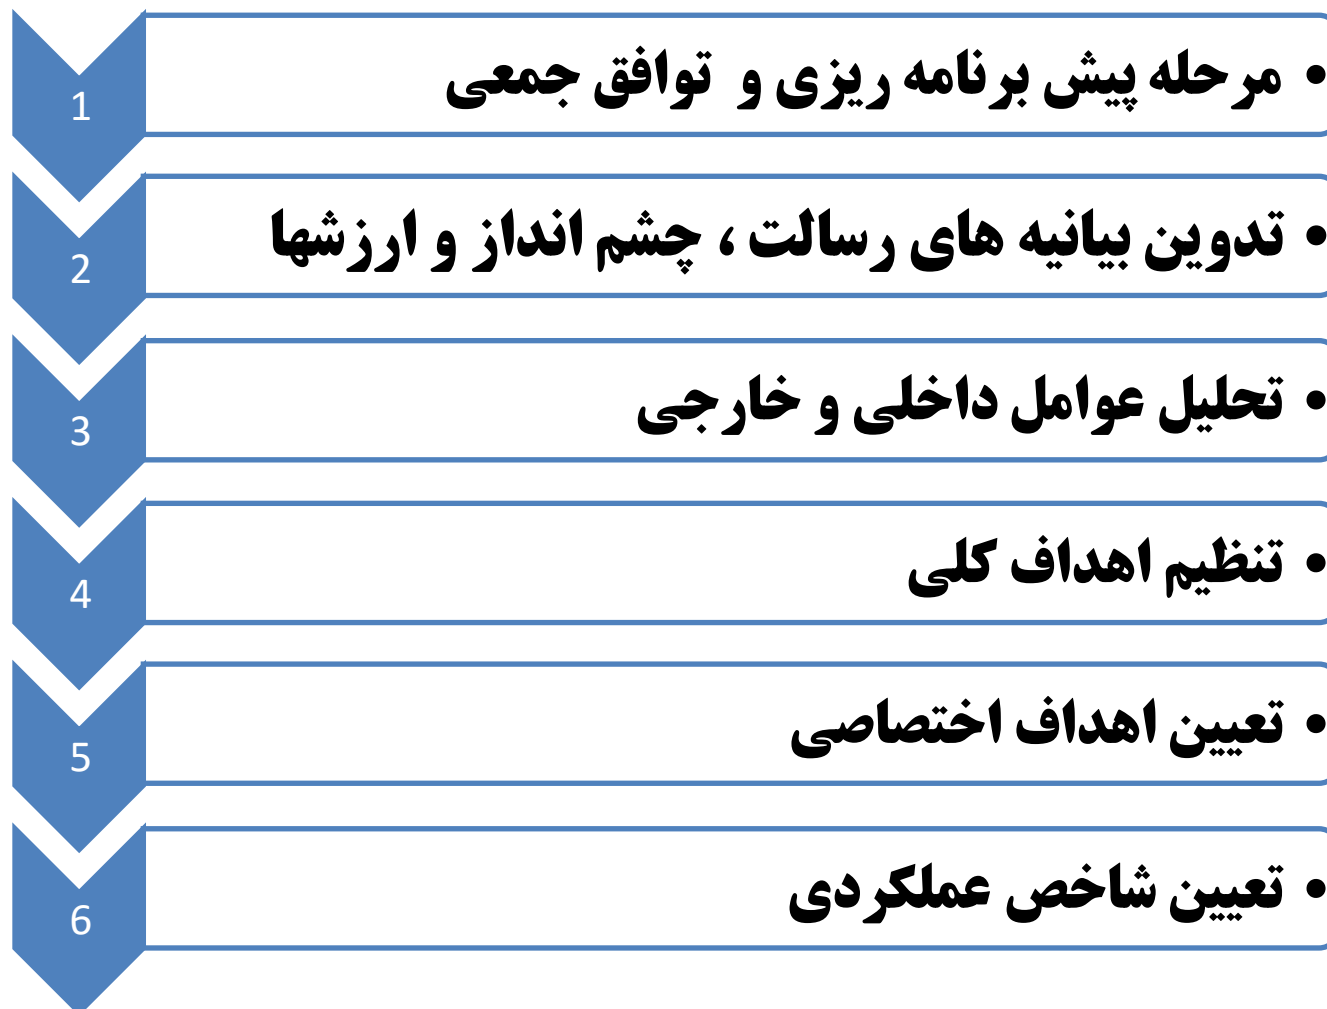 1
• مرحله پیش برنامه ریزی و توافق جمعی
2
• تدوین بیانیه های رسالت ، چشم انداز و ارزشها
3
• تحلیل عوامل داخلی و خارجی
4
• تنظیم اهداف کلی
5
• تعیین اهداف اختصاصی
6
• تعیین شاخص عملکردی